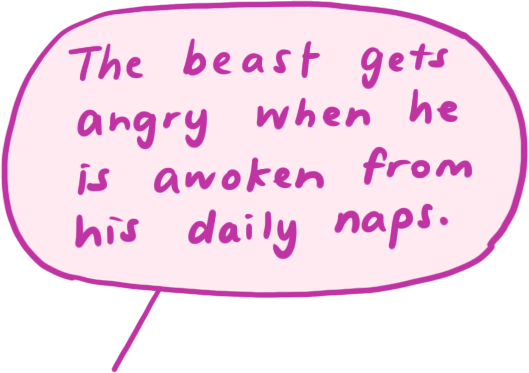 The beast gets
angry when he
is awoken from
his daily naps.